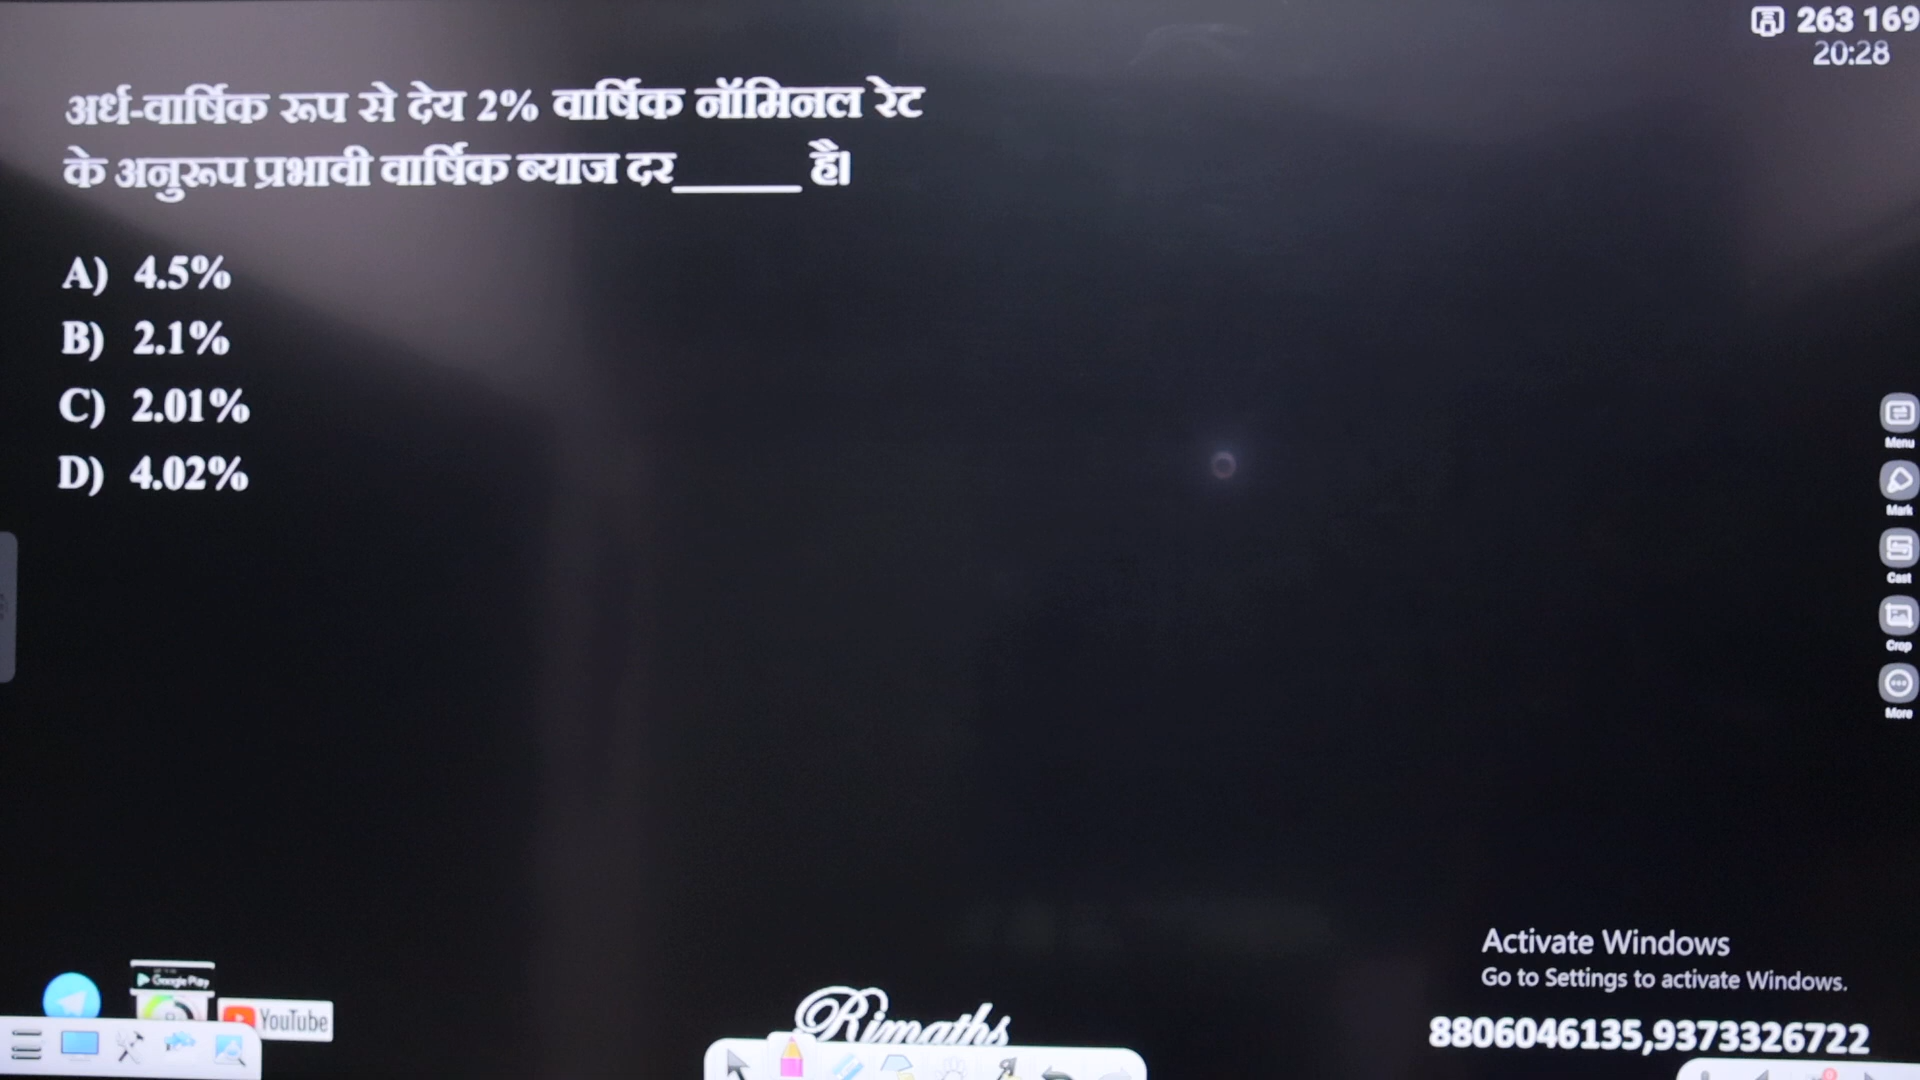 263 169
20:28
अर्ध-वार्षिक रूप से देय 2% वार्षिक नॉमिनल रेट
के अनुरूप प्रभावी वार्षिक ब्याज दर______ है।
A) 4.5%
B) 2.1%
C) 2.01%
D) 4.02%
Menu
Mark
Cast
Crop
More
Activate Windows
Go to Settings to activate Windows.
Google Play
YouTube
Rimaths
8806046135,9373326722